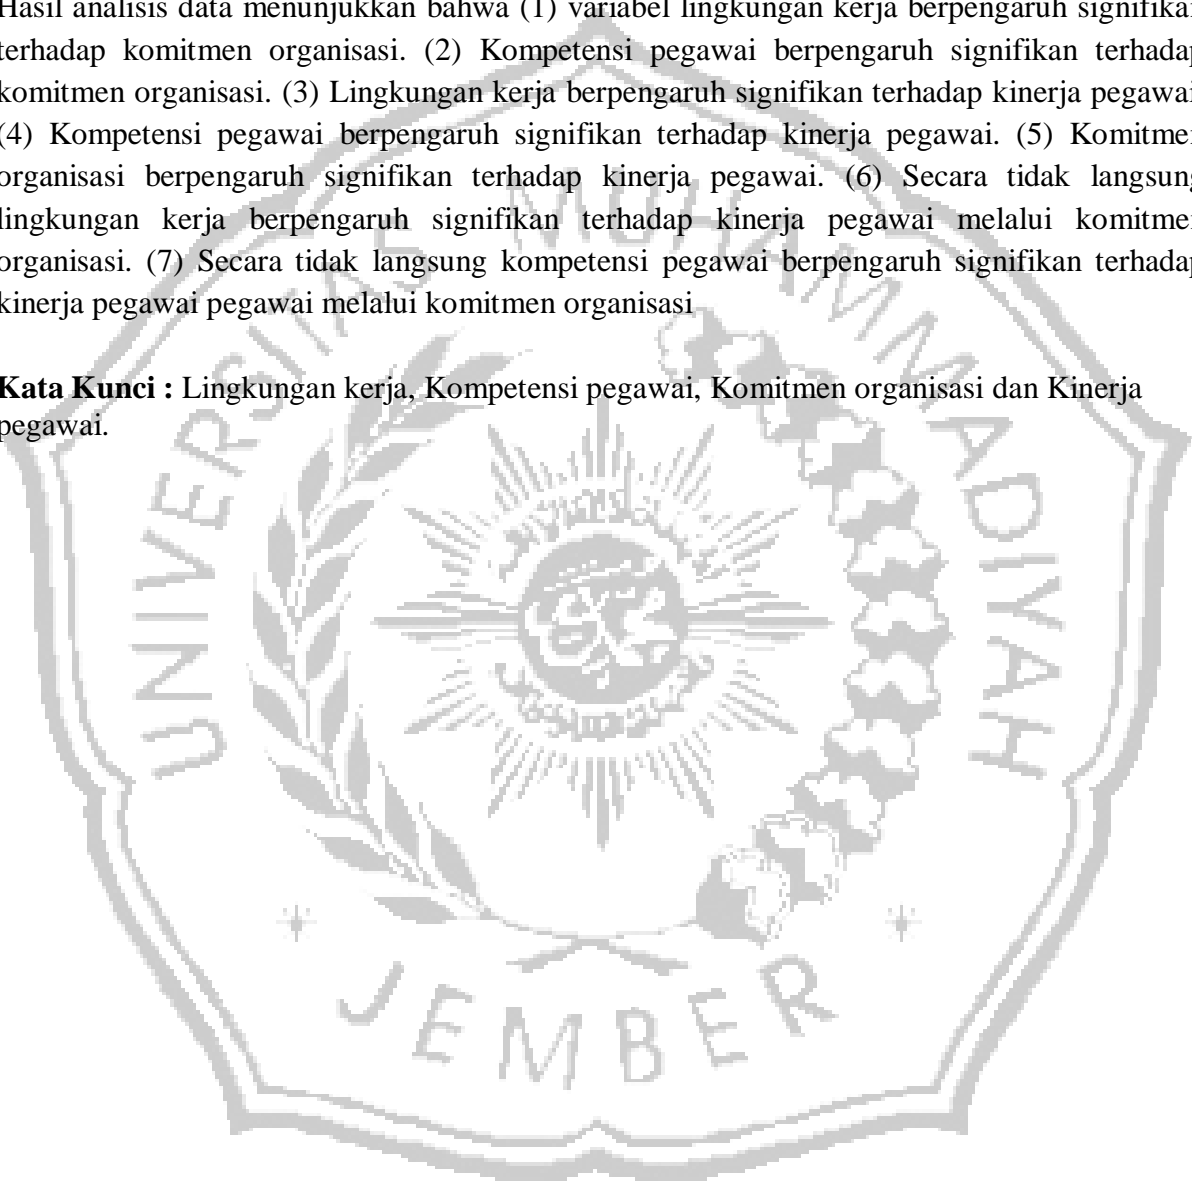 Hasil analisis data menunjukkan bahwa (1) variabel lingkungan kerja berpengaruh signifikan
terhadap komitmen organisasi. (2) Kompetensi pegawai berpengaruh signifikan terhadap
komitmen organisasi. (3) Lingkungan kerja berpengaruh signifikan terhadap kinerja pegawai
(4) Kompetensi pegawai berpengaruh signifikan terhadap kinerja pegawai. (5) Komitmen
organisasi berpengaruh signifikan terhadap kinerja pegawai. (6) Secara tidak langsung
lingkungan kerja berpengaruh signifikan terhadap kinerja pegawai melalui komitmen
organisasi. (7) Secara tidak langsung kompetensi pegawai berpengaruh signifikan terhadap
kinerja pegawai pegawai melalui komitmen organisasi
Kata Kunci : Lingkungan kerja, Kompetensi pegawai, Komitmen organisasi dan Kinerja
pegawai.
UNIVERSITAS MUHAMMADIYAH
JEMBER